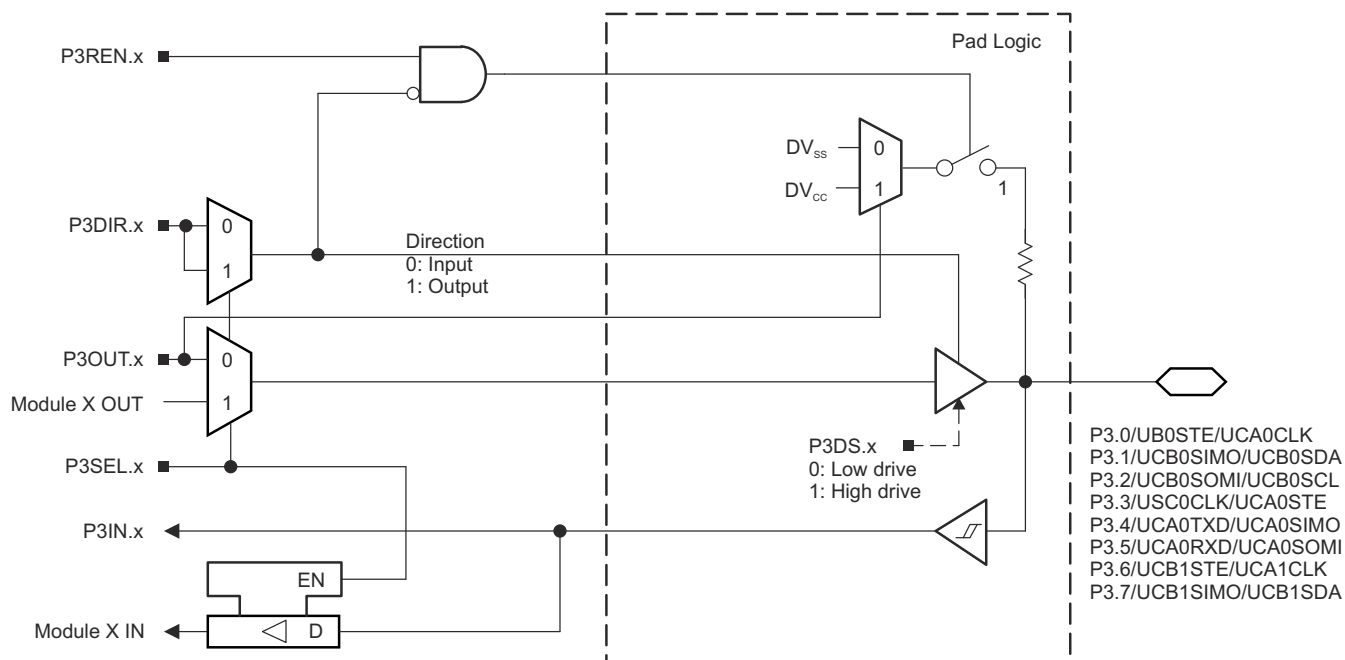 Pad Logic
P3REN.x
DVSS
0
DVCC
1
1
P3DIR.x
0
1
Direction
0: Input
1: Output
P3OUT.x
0
Module X OUT
1
P3DS.x
0: Low drive
1: High drive
P3SEL.x
P3IN.x
EN
Module X IN
D
P3.0/UB0STE/UCA0CLK
P3.1/UCB0SIMO/UCB0SDA
P3.2/UCB0SOMI/UCB0SCL
P3.3/USC0CLK/UCA0STE
P3.4/UCA0TXD/UCA0SIMO
P3.5/UCA0RXD/UCA0SOMI
P3.6/UCB1STE/UCA1CLK
P3.7/UCB1SIMO/UCB1SDA